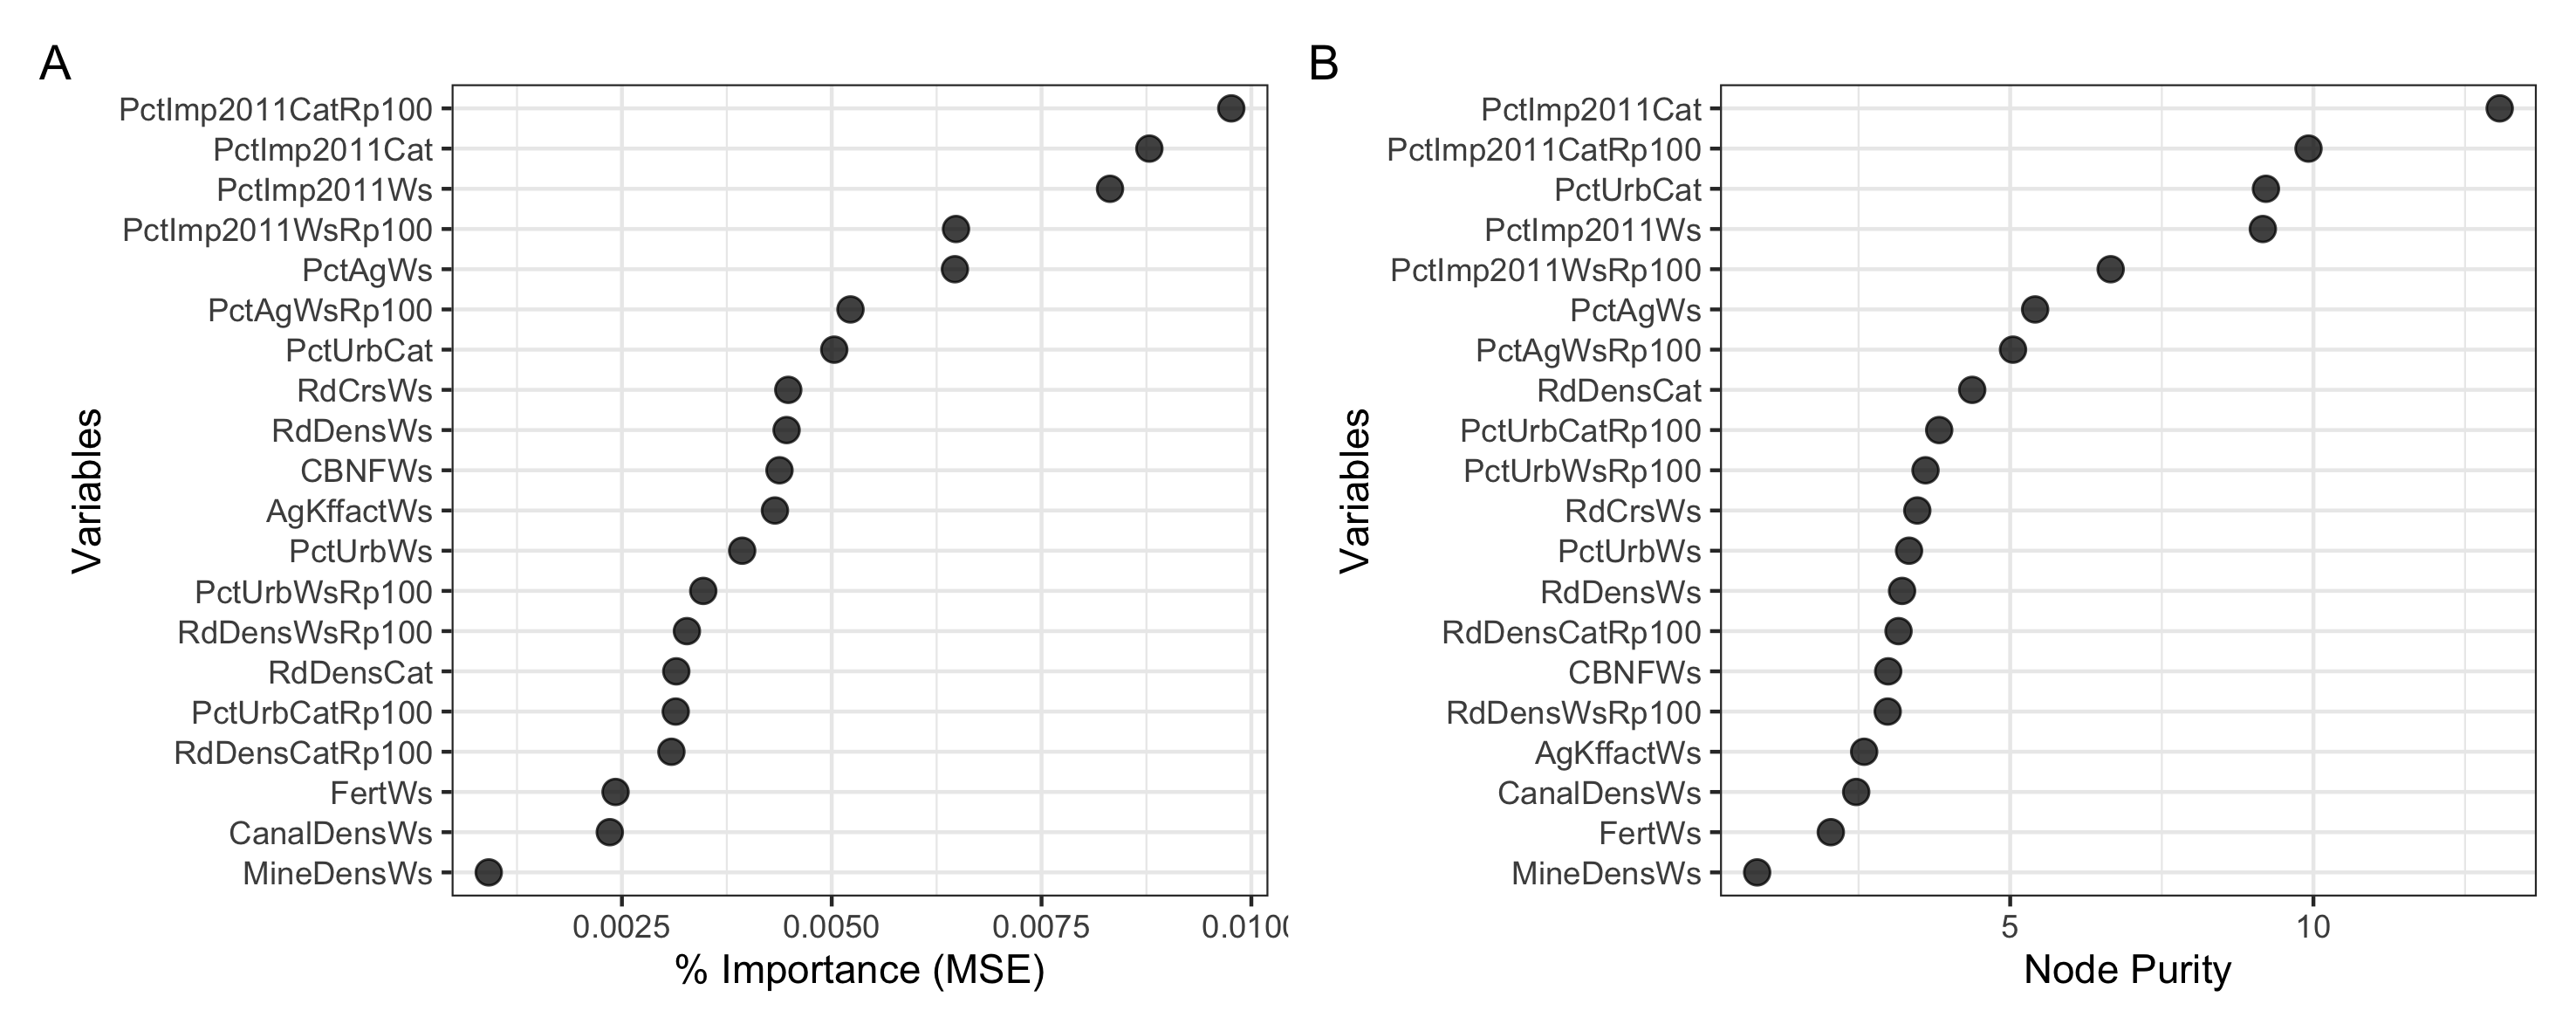 A
PctImp2011CatRp100
PctImp2011Cat
PctImp2011Ws
PctImp2011WsRp100
PctAgWs
PctAgWsRp100
PctUrbCat
RdCrsWs
RdDensWs
CBNFWs
AgKffactWs
PctUrbWs
PctUrbWsRp100
RdDensWsRp100
RdDensCat
PctUrbCatRp100
RdDensCatRp100
FertWs
CanalDensWs
MineDensWs
Variables
0.0025 0.0050 0.0075 0.010
% Importance (MSE)
B
PctImp2011Cat
PctImp2011CatRp100
PctUrbCat
PctImp2011Ws
PctImp2011WsRp100
PctAgWs
PctAgWsRp100
RdDensCat
PctUrbCatRp100
PctUrbWsRp100
RdCrsWs
PctUrbWs
RdDensWs
RdDensCatRp100
CBNFWs
RdDensWsRp100
AgKffactWs
CanalDensWs
FertWs
MineDensWs
Variables
5 10
Node Purity